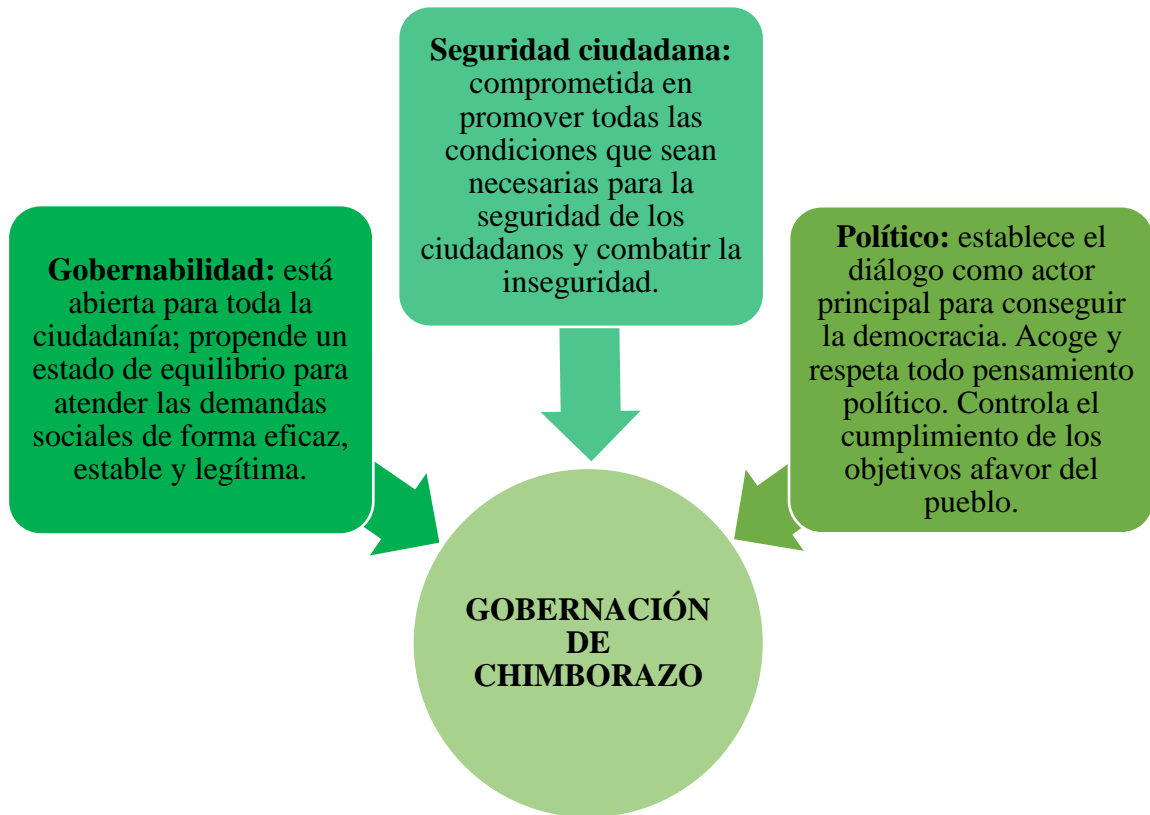 Seguridad ciudadana:
comprometida en
promover todas las
condiciones que sean
necesarias para la
seguridad de los
ciudadanos y combatir la
inseguridad.
Gobernabilidad: está
abierta para toda la
ciudadanía; propende un
estado de equilibrio para
atender las demandas
sociales de forma eficaz,
estable y legítima.
Político: establece el
diálogo como actor
principal para conseguir
la democracia. Acoge y
respeta todo pensamiento
político. Controla el
cumplimiento de los
objetivos afavor del
pueblo.
GOBERNACIÓN
DE
CHIMBORAZO